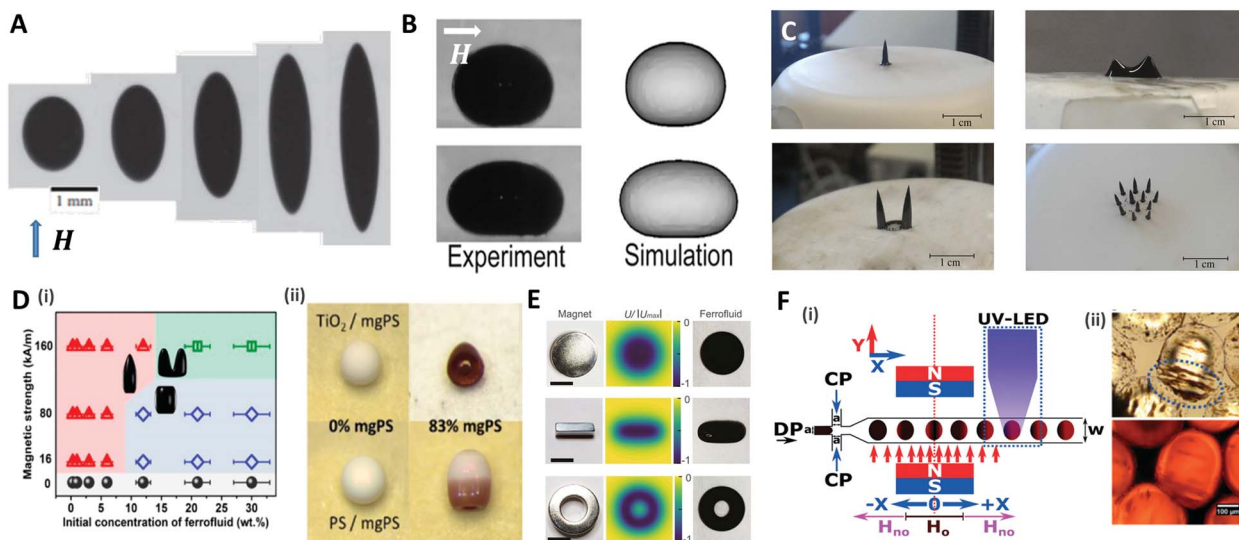 A
1 mm
H
B
H
Experiment
Simulation
C
1 cm
1 cm
1 cm
1 cm
D
(i)
Magnetic strength (kA/m)
160
80
16
0
0 5 10 15 20 25 30
Initial concentration of ferrofluid (wt.%)
(ii)
TiO2 / mgPS
0% mgPS
83% mgPS
PS / mgPS
E
Magnet
U/ |Umax|
Ferrofluid
0
-1
0
-1
0
-1
F
(i)
UV-LED
Y
X
N
S
CP
a
DP
a
a
CP
w
N
S
-X
0
+X
Hno
Ho
Hno
(ii)
100 µm